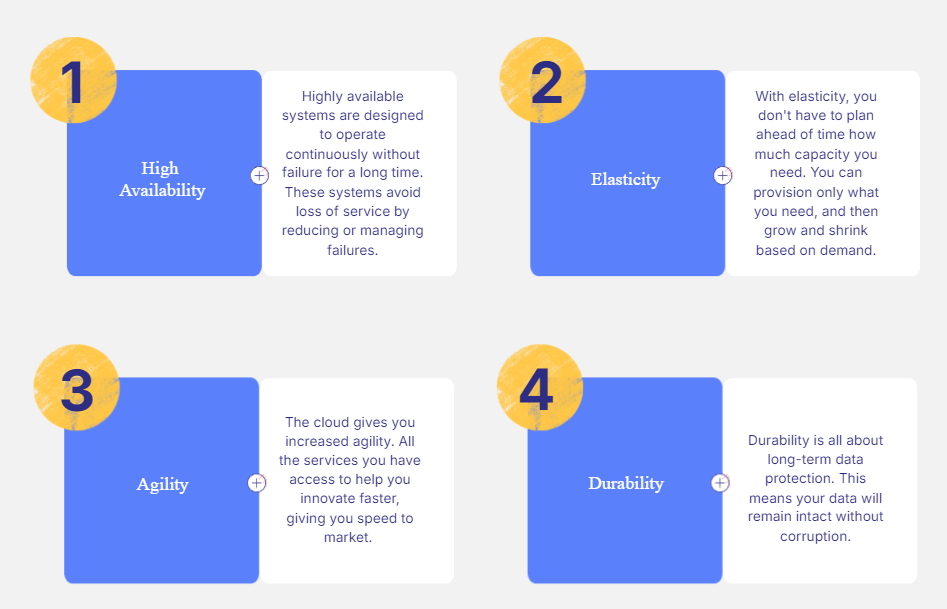 1
High
Availability
Highly available
systems are designed
to operate
continuously without
failure for a long time.
These systems avoid
loss of service by
reducing or managing
failures.
2
Elasticity
With elasticity, you
don't have to plan
ahead of time how
much capacity you
need. You can
provision only what
you need, and then
grow and shrink
based on demand.
3
Agility
The cloud gives you
increased agility. All
the services you have
access to help you
innovate faster,
giving you speed to
market.
4
Durability
Durability is all about
long-term data
protection. This
means your data will
remain intact without
corruption.